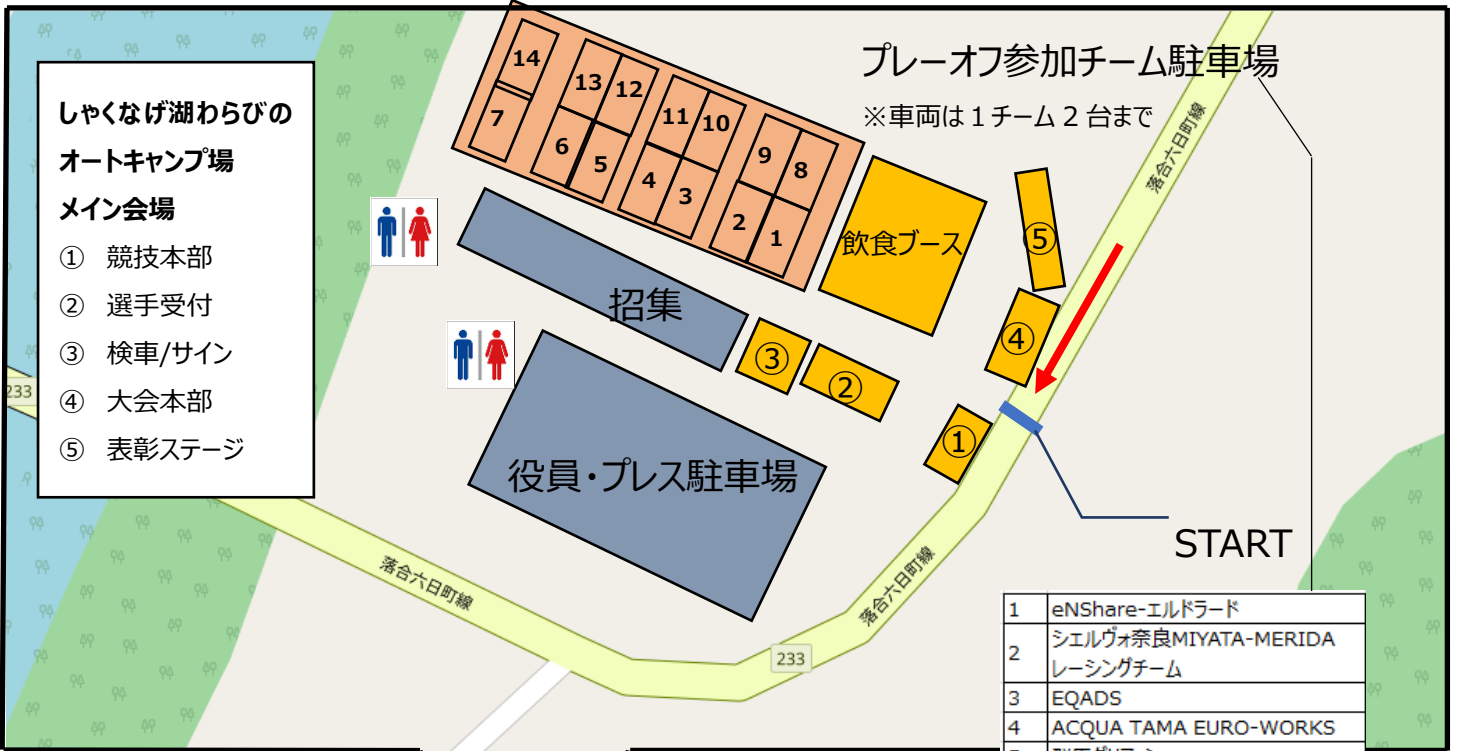 しゃくなげ湖わらびの
オートキャンプ場
メイン会場
① 競技本部
② 選手受付
③ 検車/サイン
④ 大会本部
⑤ 表彰ステージ
プレーオフ参加チーム駐車場
※車両は1チーム2台まで
14
13
12
11
10
9
8
7
6
5
4
3
2
1
飲食ブース
招集
役員・プレス駐車場
①
②
③
④
⑤
落合六日町線
落合六日町線
落合六日町線
233
233
START
1 eNShare-エルドラード
2 シエルヴォ奈良MIYATA-MERIDA
レーシングチーム
3 EQADS
4 ACQUA TAMA EURO-WORKS